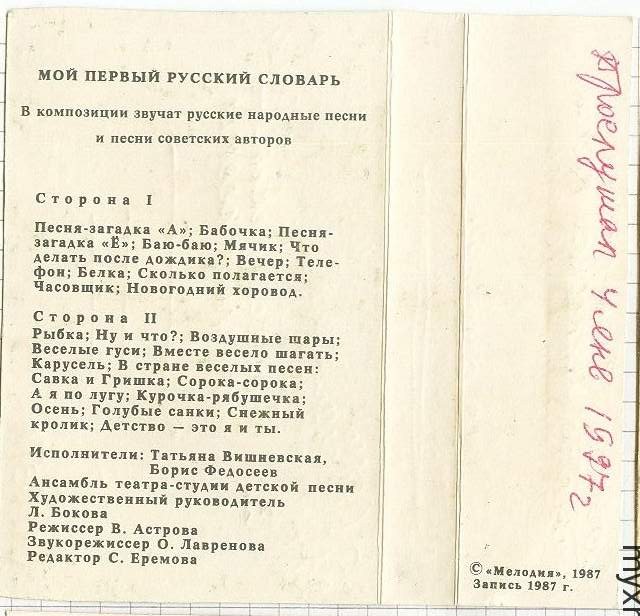 МОЙ ПЕРВЫЙ РУССКИЙ СЛОВАРЬ
В композиции звучат русские народные песни
и песни советских авторов
Сторона I
Песня-загадка «А»; Бабочка; Песня-
загадка «Ё»; Баю-баю; Мячик; Что
делать после дождика?; Вечер; Теле-
фон; Белка; Сколько полагается;
Часовщик; Новогодний хоровод.
Сторона II
Рыбка; Ну и что?; Воздушные шары;
Веселые гуси; Вместе весело шагать;
Карусель; В стране веселых песен:
Савка и Гришка; Сорока-сорока;
А я по лугу; Курочка-рябушечка;
Осень; Голубые санки; Снежный
кролик; Детство — это я и ты.
Исполнители: Татьяна Вишневская,
Борис Федосеев
Ансамбль театра-студии детской песни
Художественный руководитель
Л. Бокова
Режиссер В. Астрова
Звукорежиссер О. Лавренова
Редактор С. Еремова
Прослушал 4 1997 г
© «Мелодия», 1987
Запись 1987 г.
myx